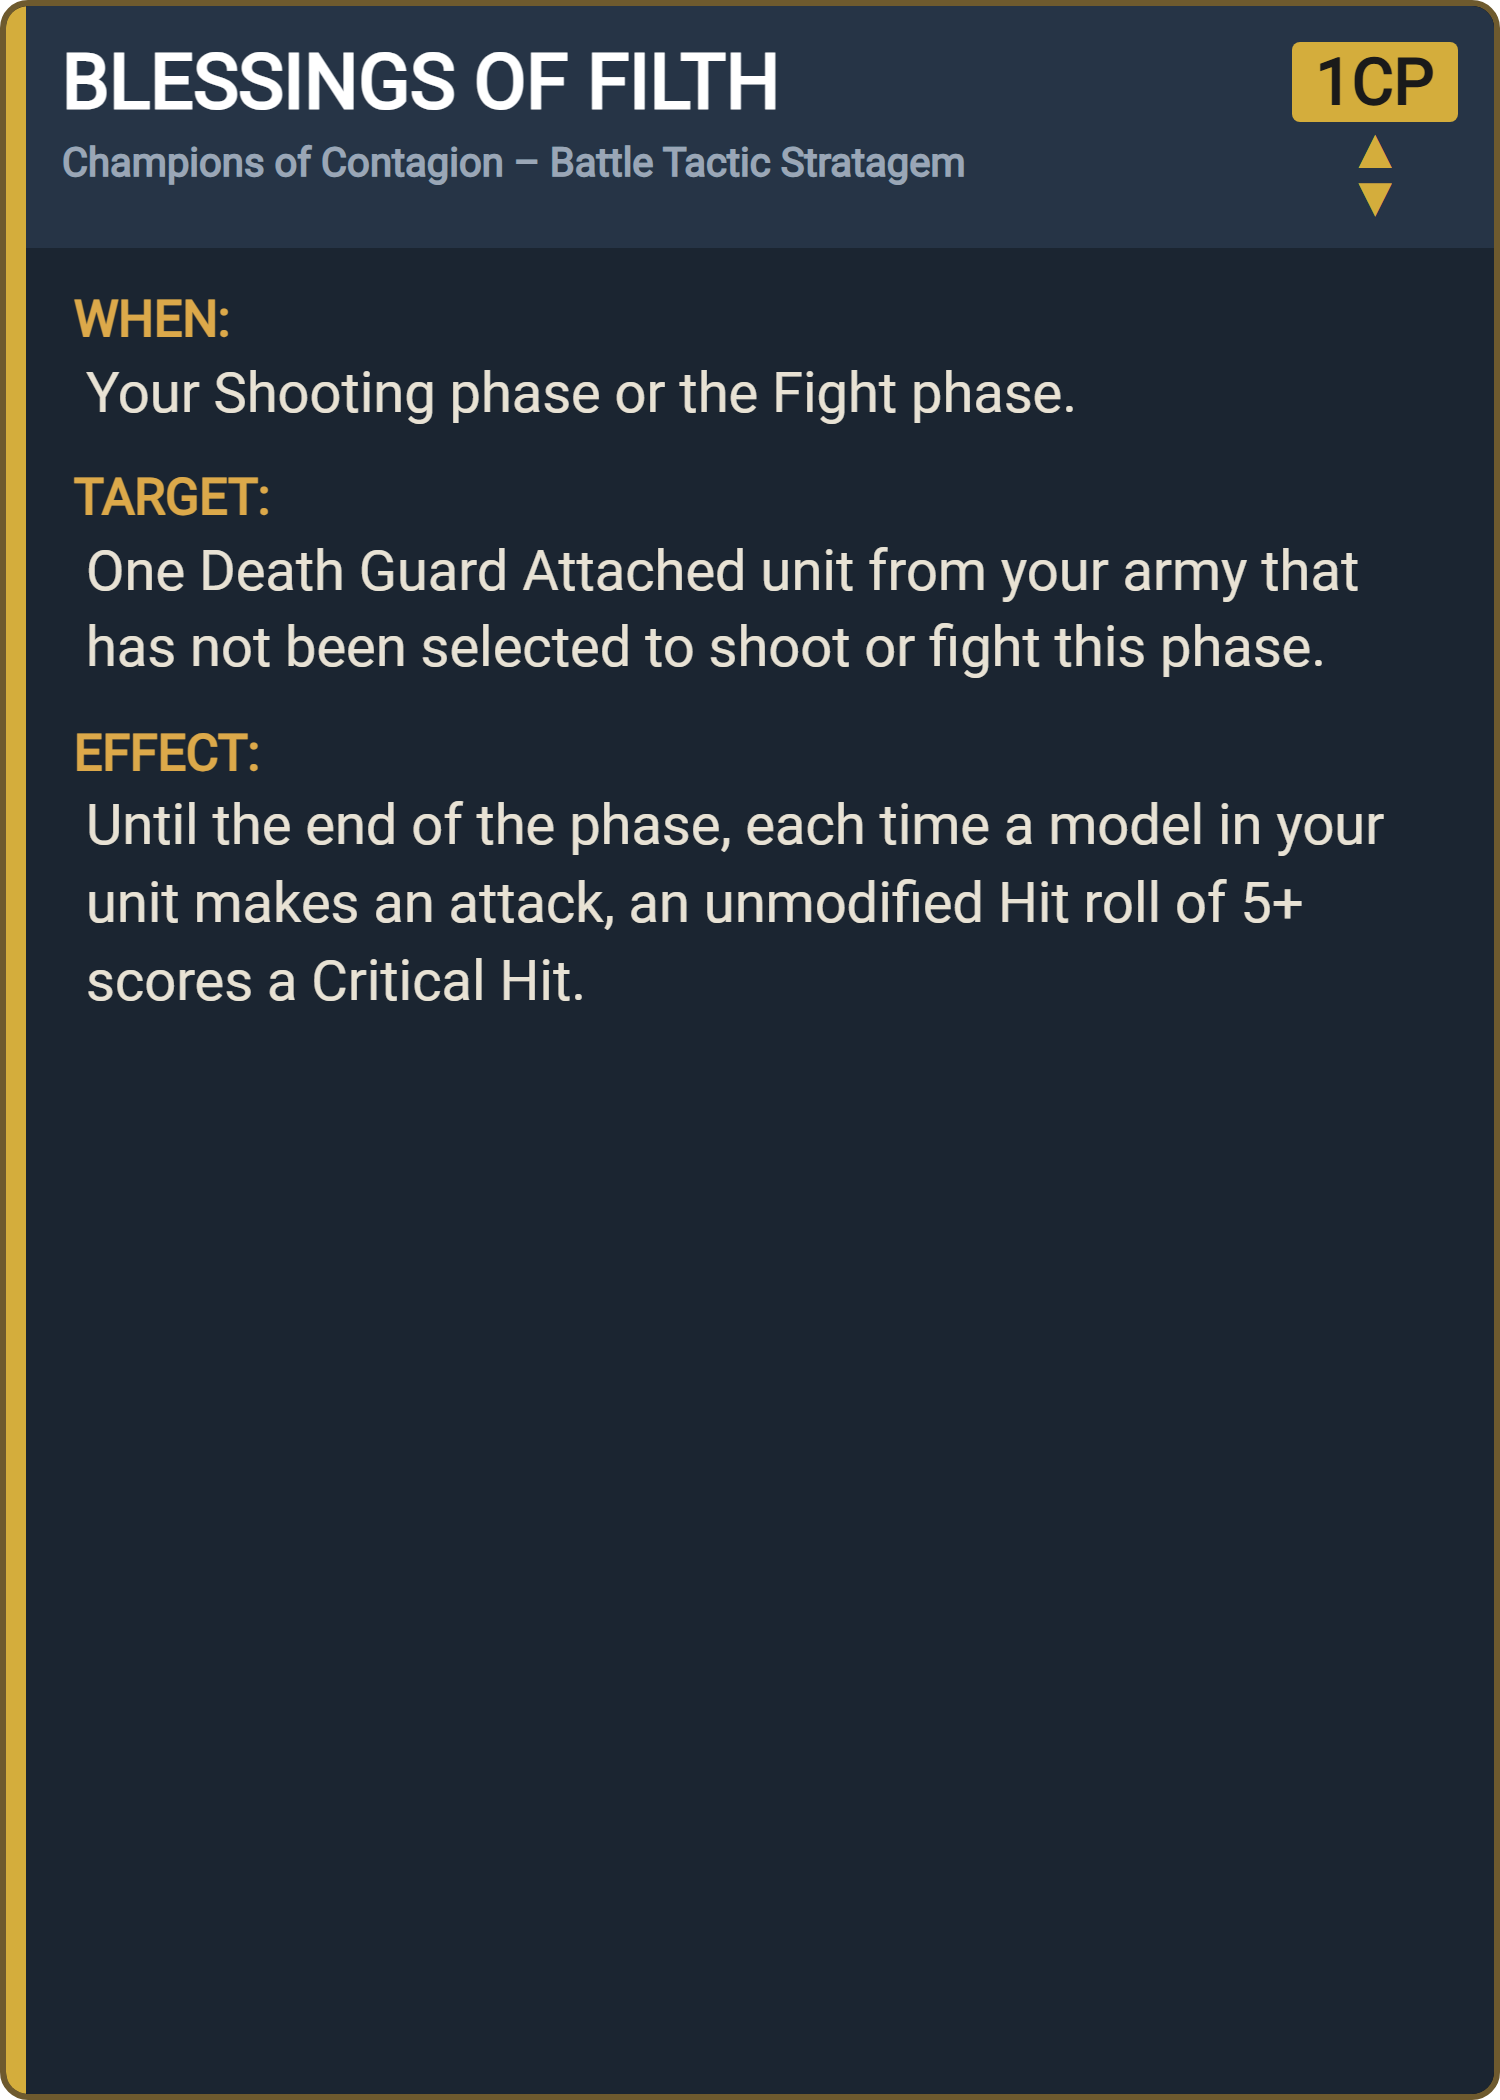 BLESSINGS OF FILTH
1CP
Champions of Contagion – Battle Tactic Stratagem
▲
▼
WHEN:
Your Shooting phase or the Fight phase.
TARGET:
One Death Guard Attached unit from your army that
has not been selected to shoot or fight this phase.
EFFECT:
Until the end of the phase, each time a model in your
unit makes an attack, an unmodified Hit roll of 5+
scores a Critical Hit.